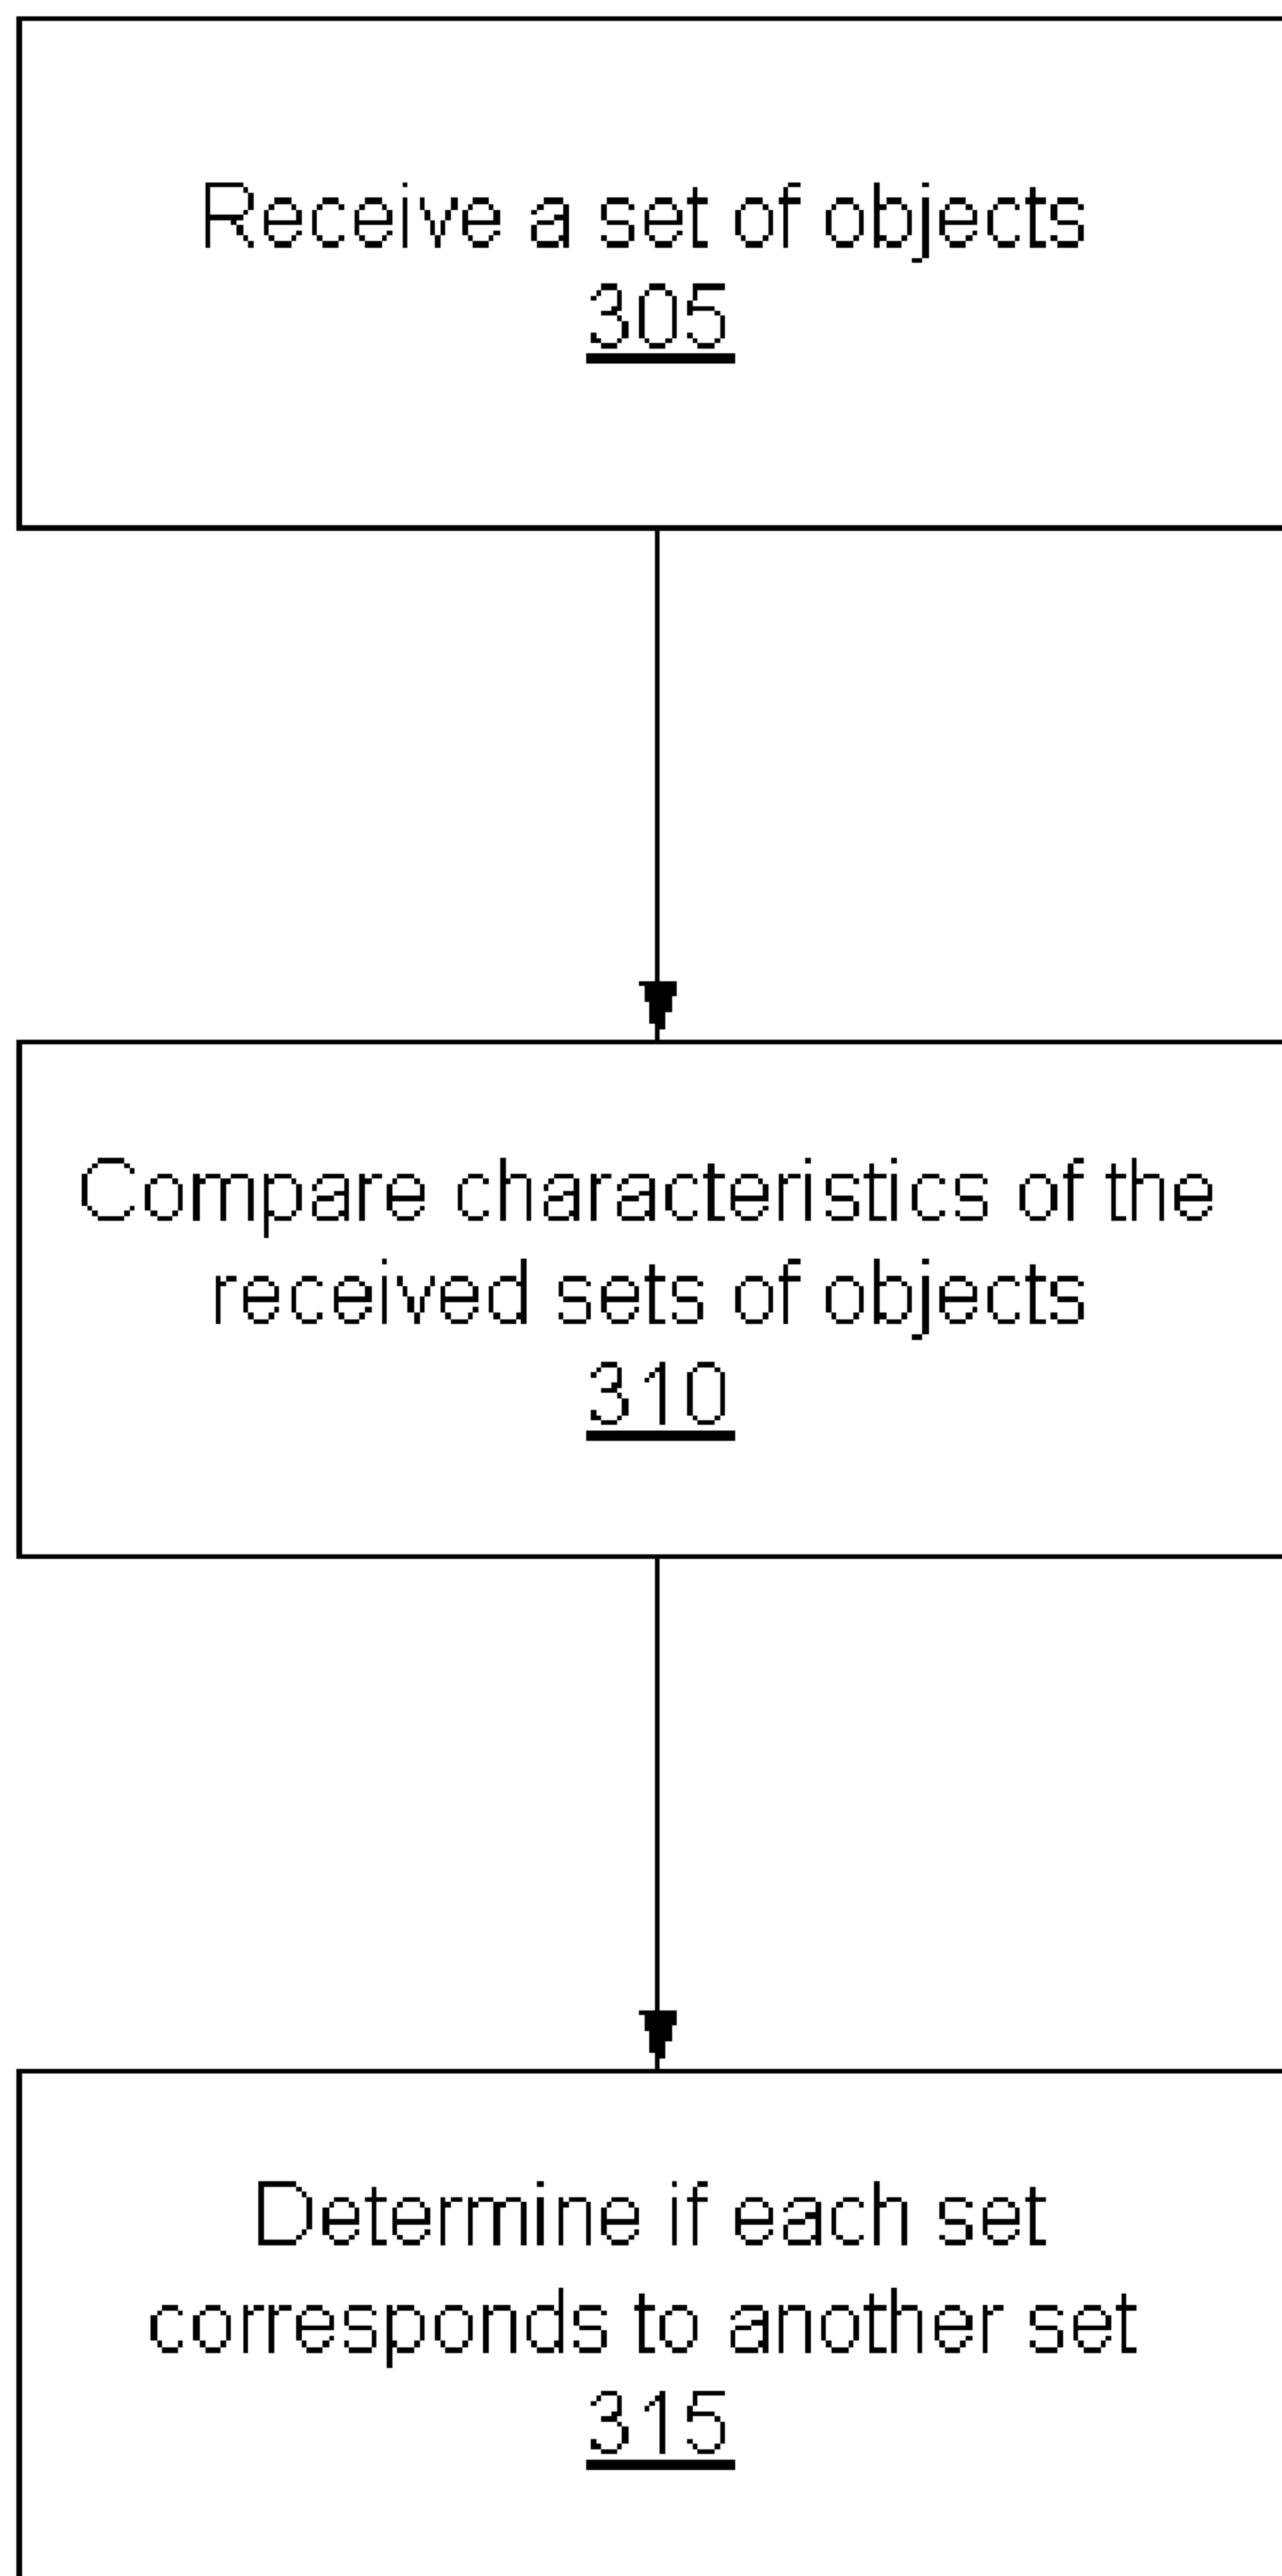 Receive a set of objects
305
Compare characteristics of the
received sets of objects
310
Determine if each set
corresponds to another set
315